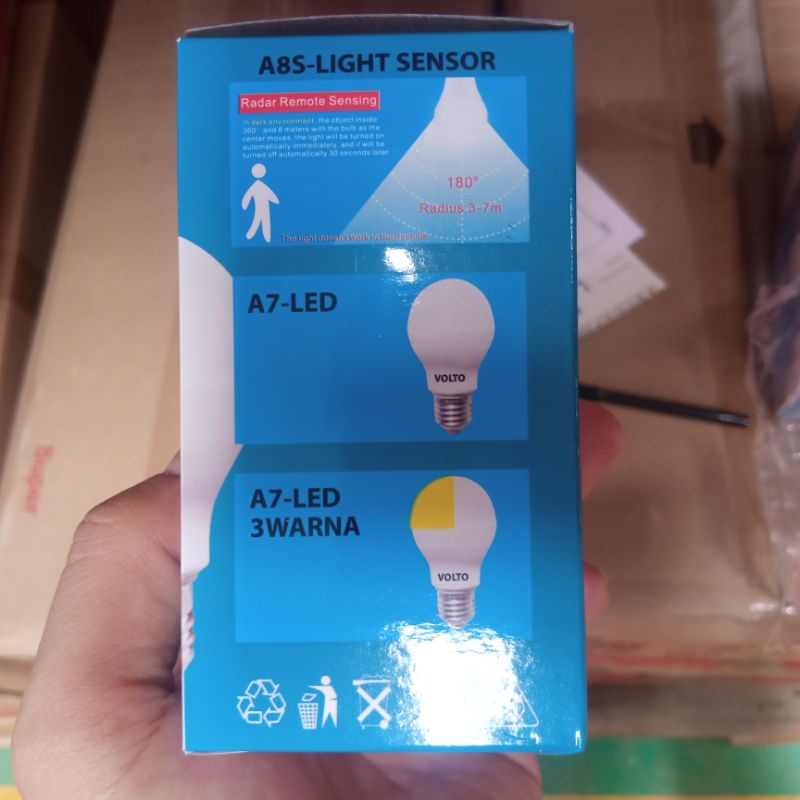 A8S-LIGHT SENSOR
Radar Remote Sensing
In dark environment, the object inside
360° and 8 meters with the bulb as the
center moves, the light will be turned on
automatically immediately, and it will be
turned off automatically 30 seconds later.
180°
Radius:3-7m
The light doesn't work in the daytime
A7-LED
VOLTO
A7-LED
3WARNA
VOLTO